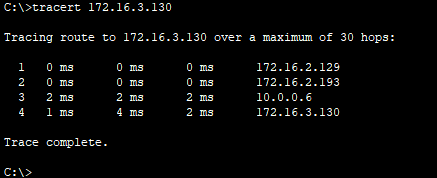 C:\>tracert 172.16.3.130
Tracing route to 172.16.3.130 over a maximum of 30 hops:
1 0 ms 0 ms 0 ms 172.16.2.129
2 0 ms 0 ms 0 ms 172.16.2.193
3 2 ms 2 ms 2 ms 10.0.0.6
4 1 ms 4 ms 2 ms 172.16.3.130
Trace complete.
C:\>